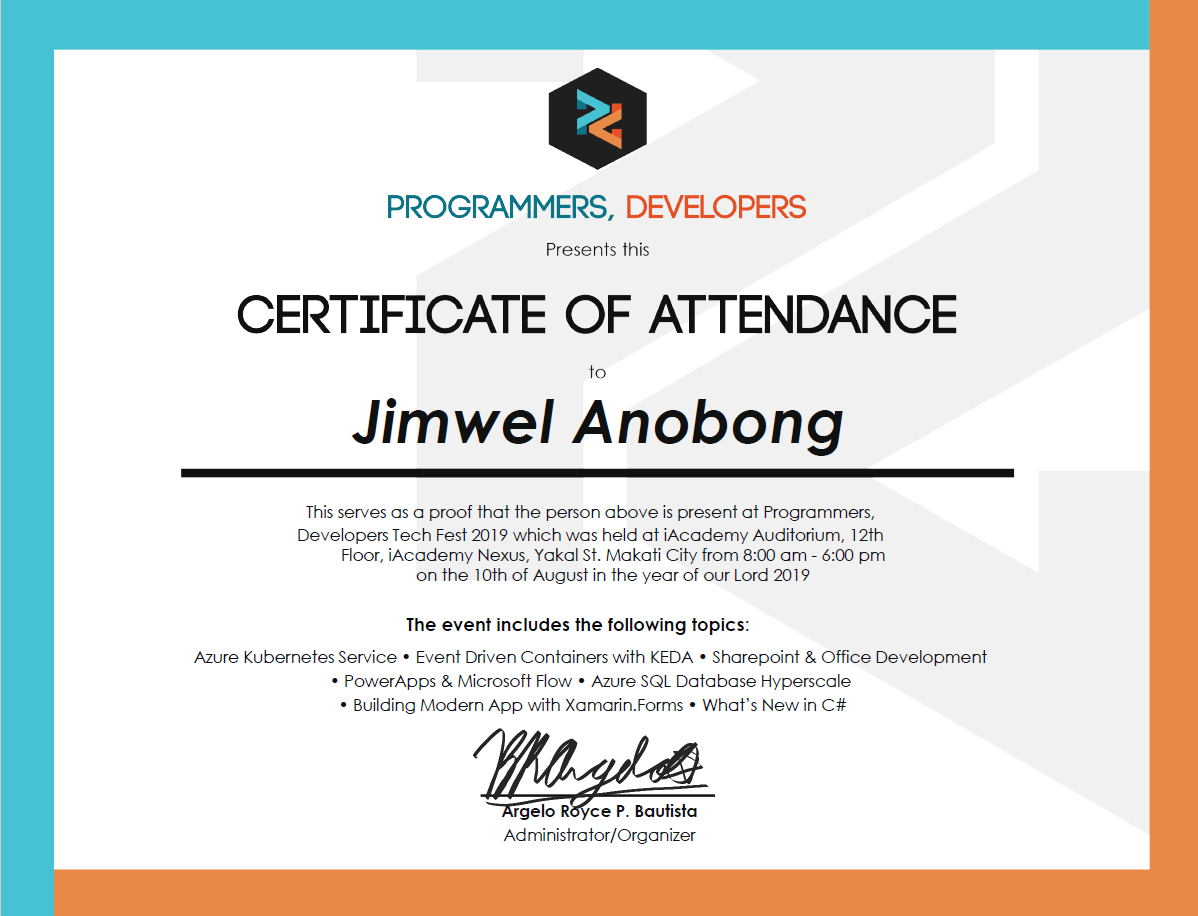 PROGRAMMERS, DEVELOPERS
Presents this
CERTIFICATE OF ATTENDANCE
to
Jimwel Anobong
This serves as a proof that the person above is present at Programmers,
Developers Tech Fest 2019 which was held at iAcademy Auditorium, 12th
Floor, iAcademy Nexus, Yakal St. Makati City from 8:00 am - 6:00 pm
on the 10th of August in the year of our Lord 2019
The event includes the following topics:
Azure Kubernetes Service • Event Driven Containers with KEDA • Sharepoint & Office Development
• PowerApps & Microsoft Flow • Azure SQL Database Hyperscale
• Building Modern App with Xamarin.Forms • What's New in C#
Argelo Royce P. Bautista
Administrator/Organizer